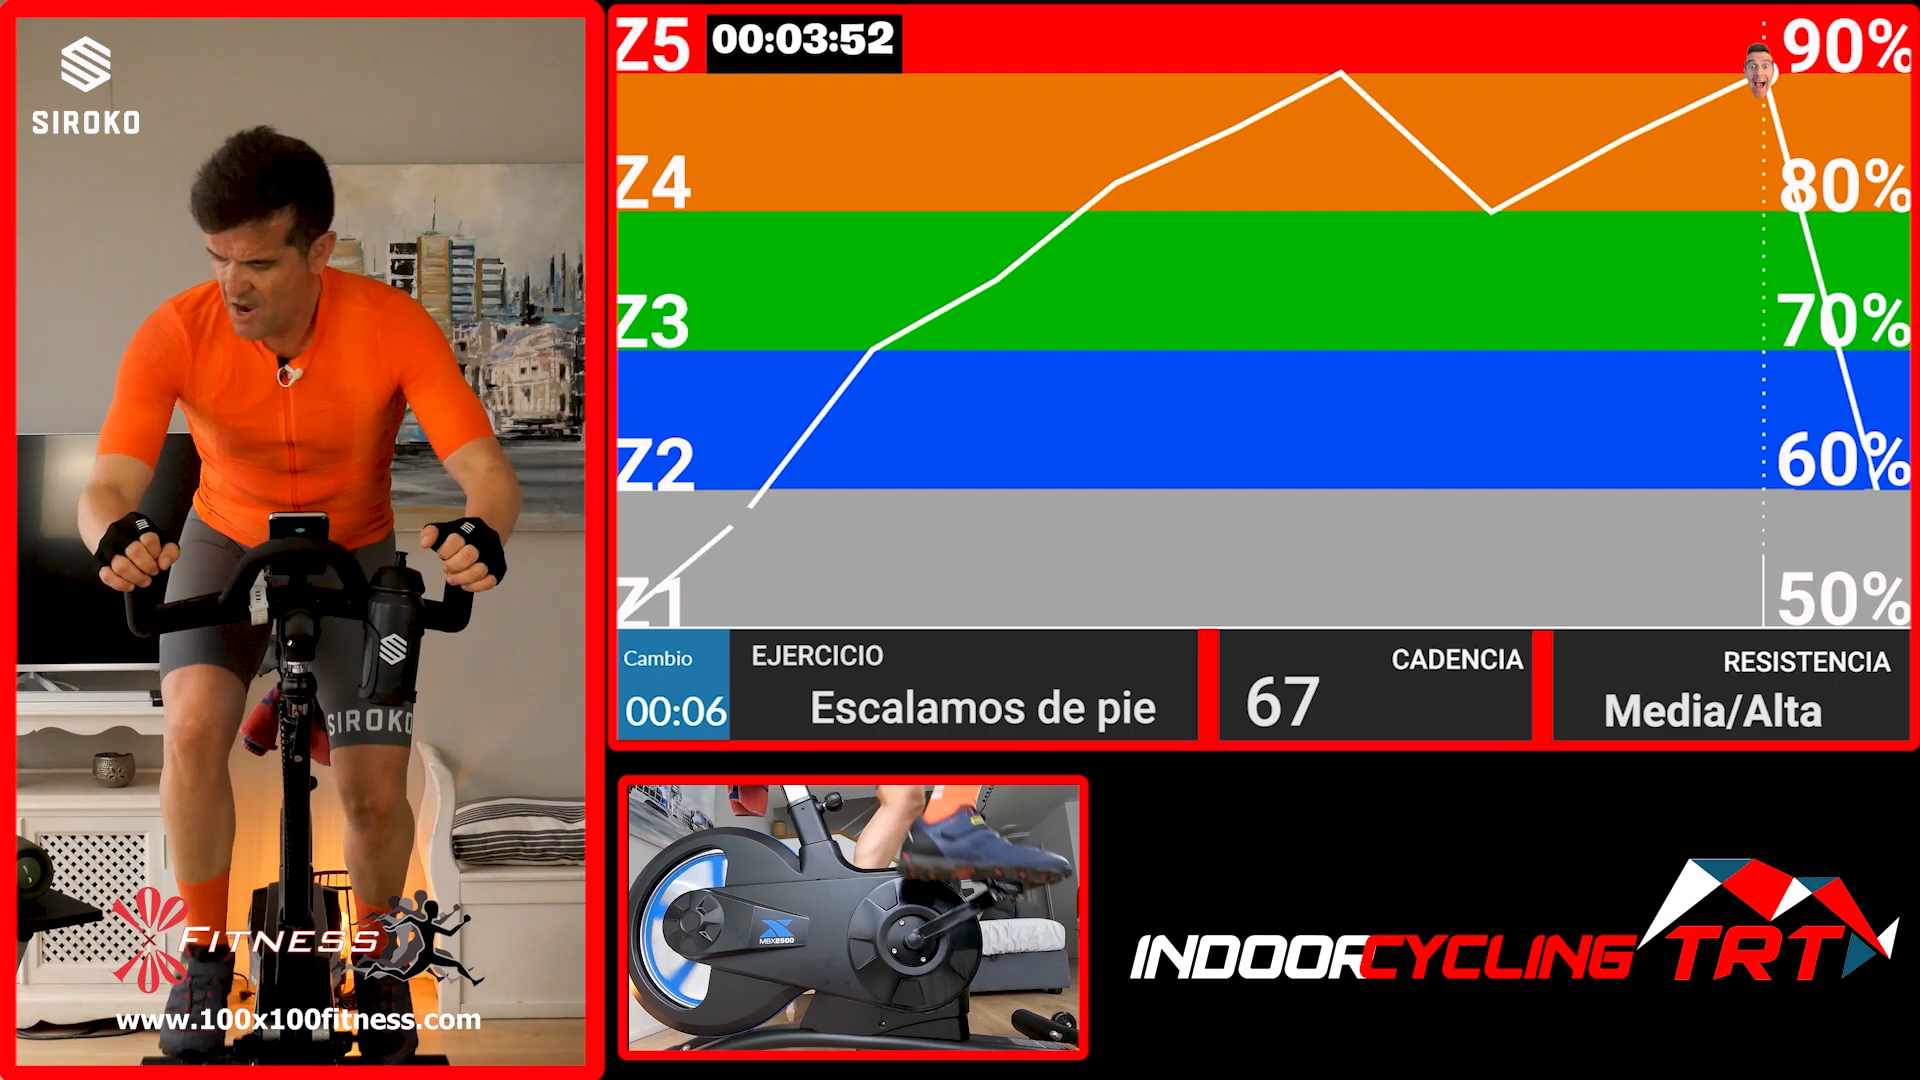 SIROKO
SIROKO
FITNESS
www.100x100fitness.com
Z5
00:03:52
90%
Z4
80%
Z3
70%
Z2
60%
Z1
50%
Cambio
00:06
EJERCICIO
Escalamos de pie
CADENCIA
67
RESISTENCIA
Media/Alta
MBX2500
INDOORCYCLING TRT